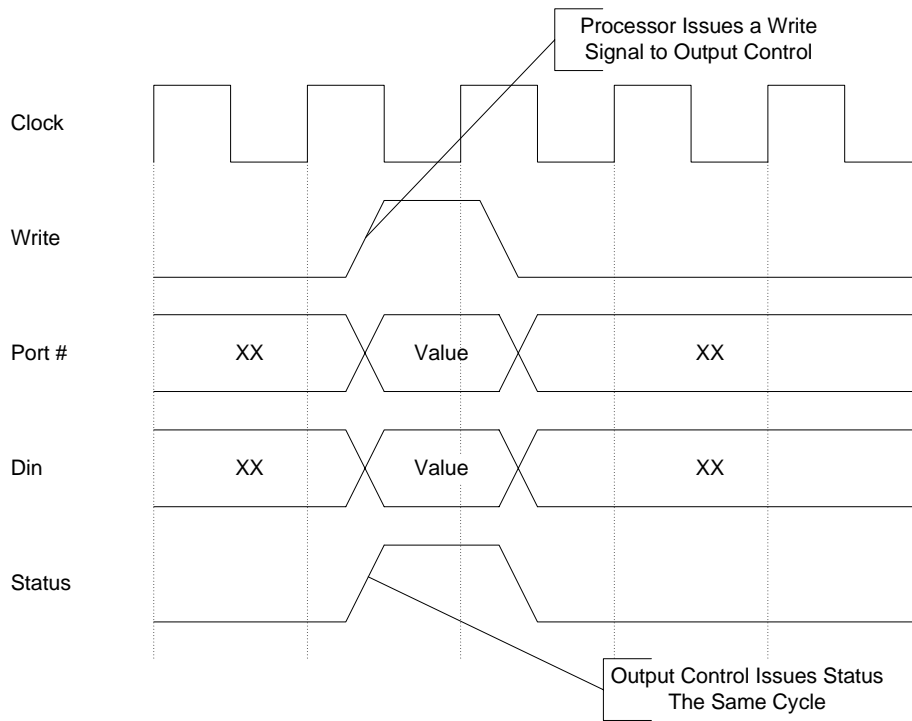 Processor Issues a Write
Signal to Output Control
Clock
Write
Port #
XX
Value
XX
Din
XX
Value
XX
Status
Output Control Issues Status
The Same Cycle